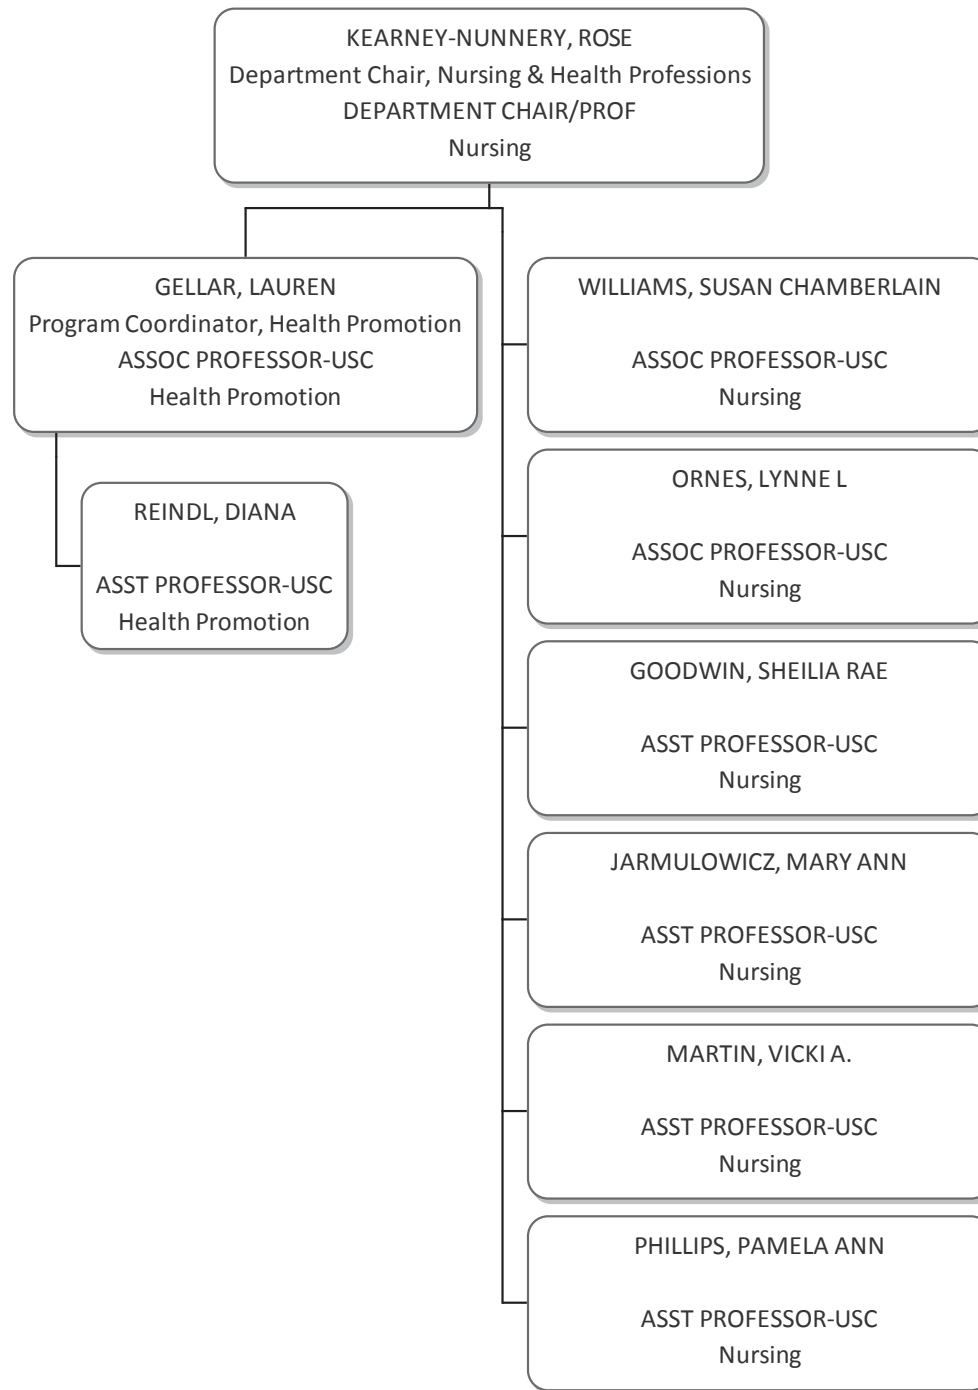 KEARNEY-NUNNERY, ROSE
Department Chair, Nursing & Health Professions
DEPARTMENT CHAIR/PROF
Nursing
GELLAR, LAUREN
Program Coordinator, Health Promotion
ASSOC PROFESSOR-USC
Health Promotion
REINDL, DIANA
ASST PROFESSOR-USC
Health Promotion
WILLIAMS, SUSAN CHAMBERLAIN
ASSOC PROFESSOR-USC
Nursing
ORNES, LYNNE L
ASSOC PROFESSOR-USC
Nursing
GOODWIN, SHEILIA RAE
ASST PROFESSOR-USC
Nursing
JARMULOWICZ, MARY ANN
ASST PROFESSOR-USC
Nursing
MARTIN, VICKI A.
ASST PROFESSOR-USC
Nursing
PHILLIPS, PAMELA ANN
ASST PROFESSOR-USC
Nursing